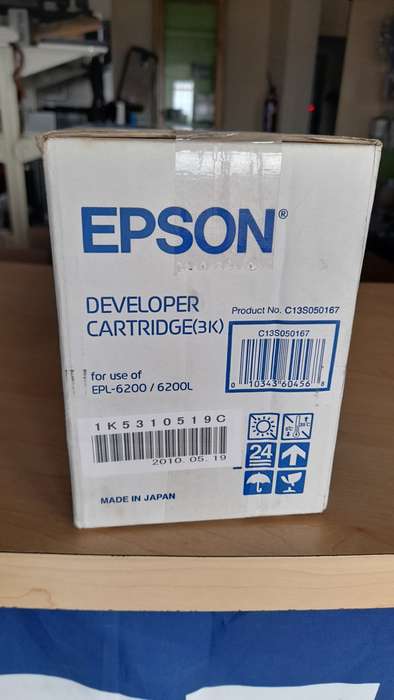 EPSON®
DEVELOPER
CARTRIDGE(3K)
Product No. C13S050167
C13S050167
0 10343 60456 8
for use of
EPL-6200 / 6200L
1K5310519C
2010.05.19
24
MADE IN JAPAN